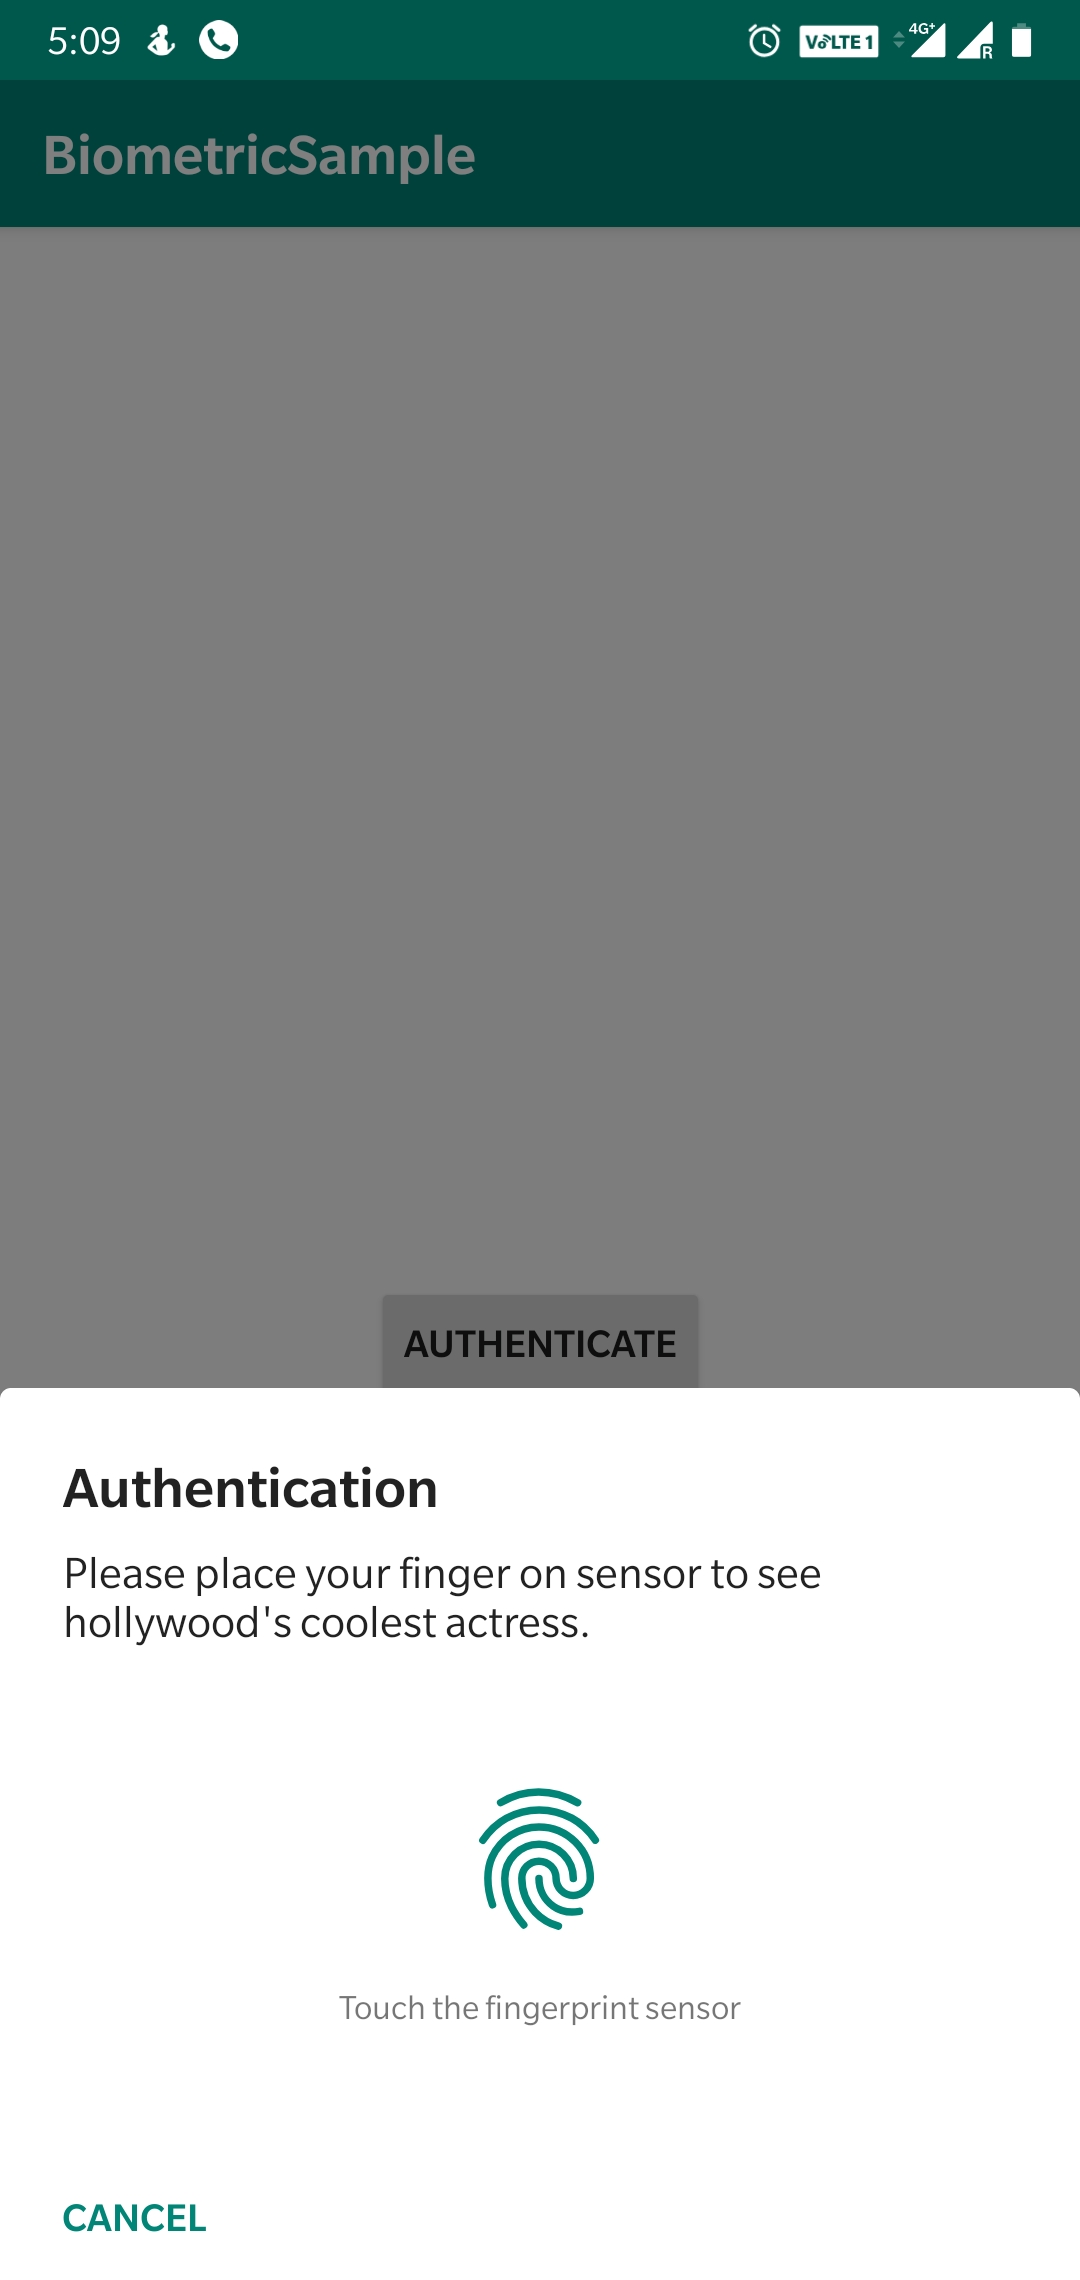 5:09
VoLTE 1
4G+
R
BiometricSample
AUTHENTICATE
Authentication
Please place your finger on sensor to see
hollywood's coolest actress.
Touch the fingerprint sensor
CANCEL